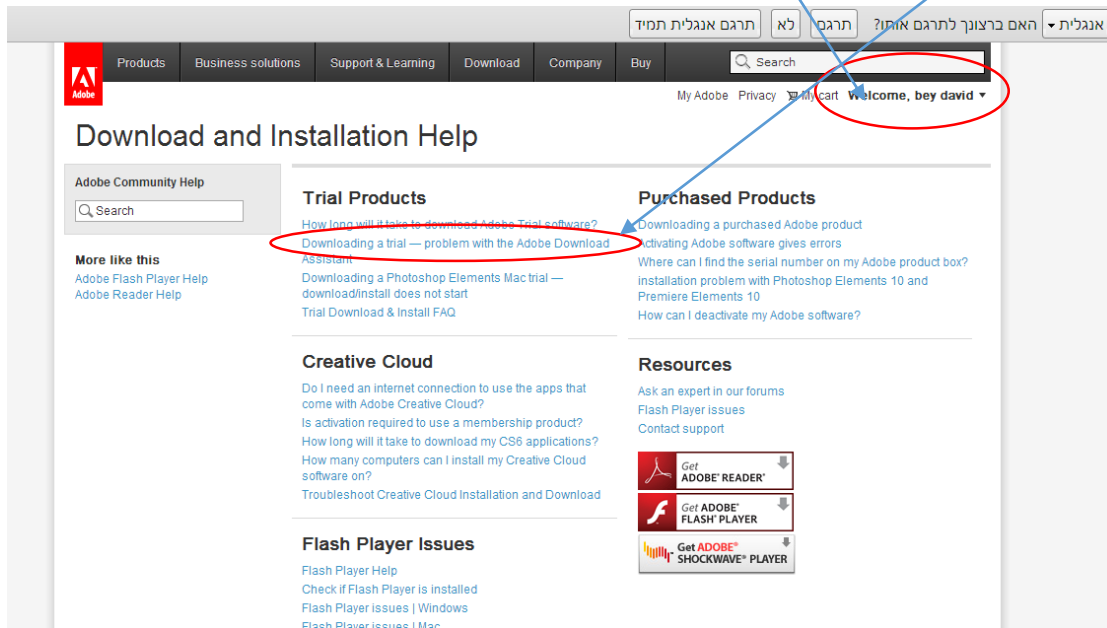 אנגלית האם ברצונך לתרגם אותו? תרגם לא תרגם אנגלית תמיד
Adobe
Products Business solutions Support & Learning Download Company Buy Search
My Adobe Privacy My cart Welcome, bey david
Download and Installation Help
Adobe Community Help
Search
More like this
Adobe Flash Player Help
Adobe Reader Help
Trial Products
How long will it take to download Adobe Trial software?
Downloading a trial — problem with the Adobe Download
Assistant
Downloading a Photoshop Elements Mac trial —
download/install does not start
Trial Download & Install FAQ
Creative Cloud
Do I need an internet connection to use the apps that
come with Adobe Creative Cloud?
Is activation required to use a membership product?
How long will it take to download my CS6 applications?
How many computers can I install my Creative Cloud
software on?
Troubleshoot Creative Cloud Installation and Download
Flash Player Issues
Flash Player Help
Check if Flash Player is installed
Flash Player issues | Windows
Flash Player issues | Mac
Purchased Products
Downloading a purchased Adobe product
Activating Adobe software gives errors
Where can I find the serial number on my Adobe product box?
installation problem with Photoshop Elements 10 and
Premiere Elements 10
How can I deactivate my Adobe software?
Resources
Ask an expert in our forums
Flash Player issues
Contact support
Get
ADOBE® READER®
Get ADOBE®
FLASH® PLAYER
Get ADOBE®
SHOCKWAVE® PLAYER